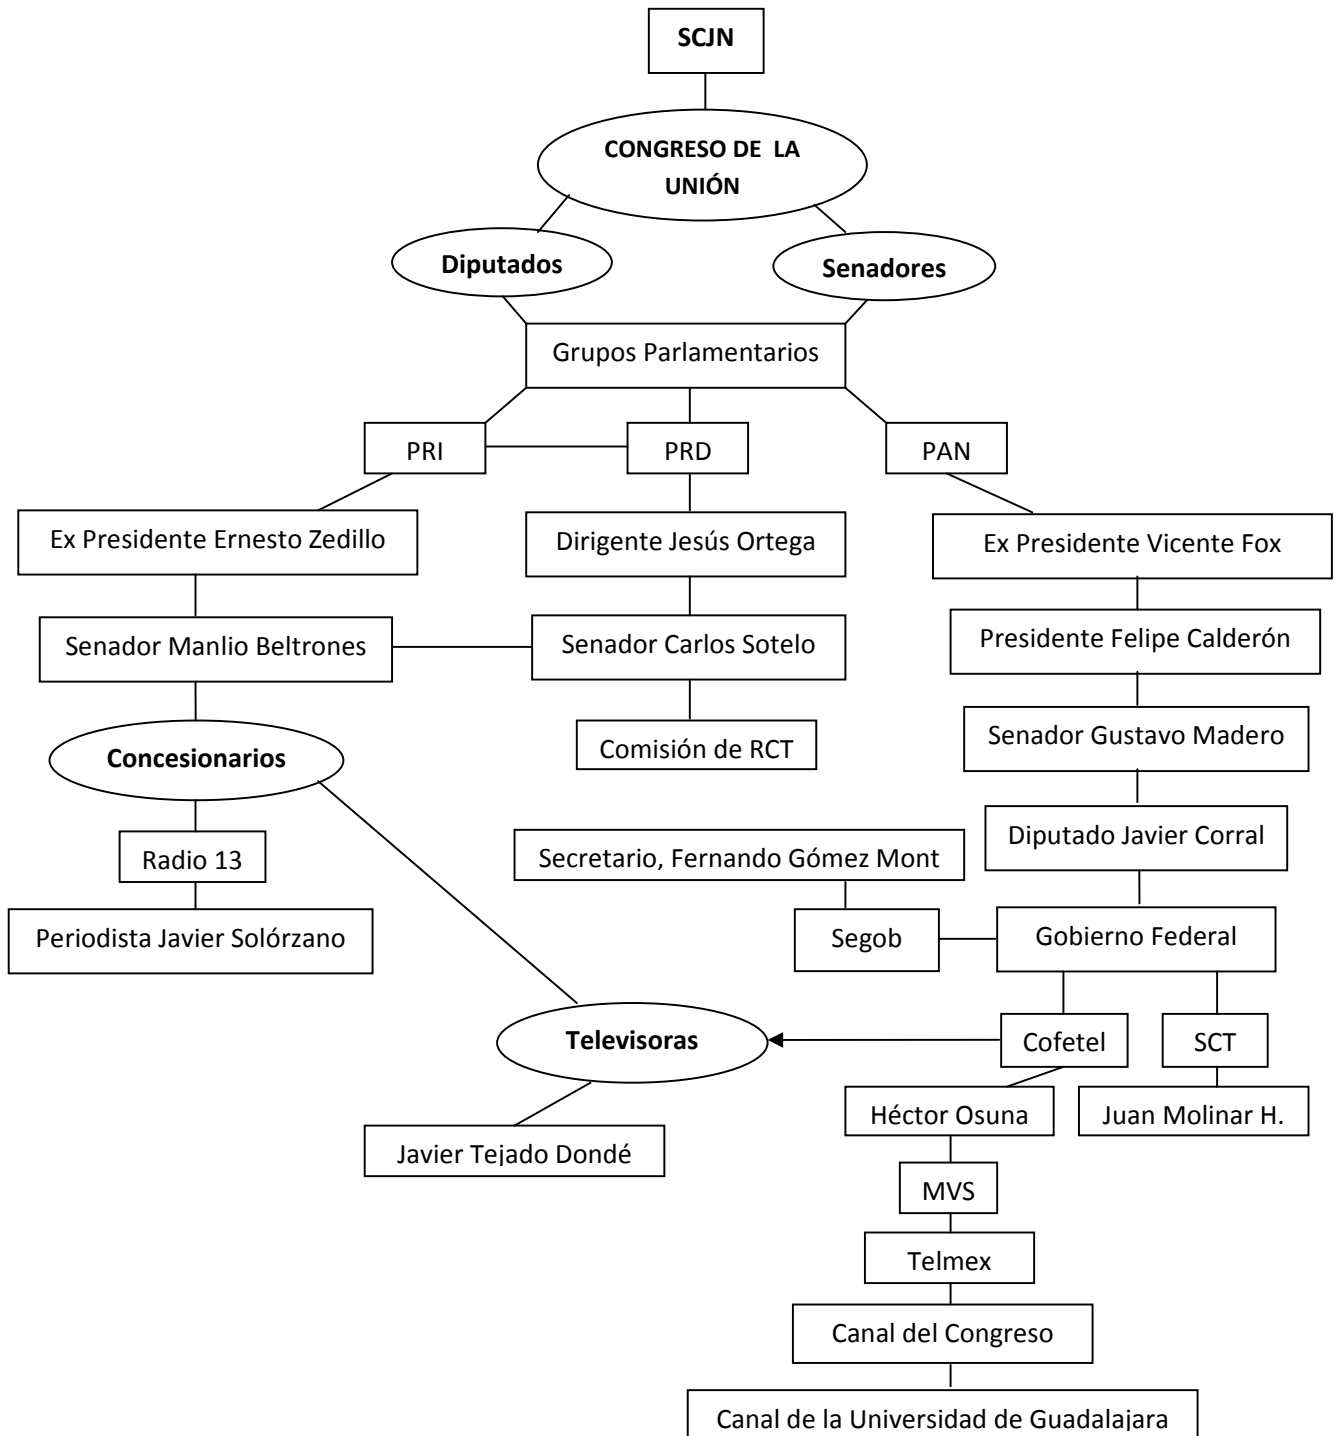 SCJN
CONGRESO DE LA
UNIÓN
Diputados
Senadores
Grupos Parlamentarios
PRI
PRD
PAN
Ex Presidente Ernesto Zedillo
Dirigente Jesús Ortega
Ex Presidente Vicente Fox
Senador Manlio Beltrones
Senador Carlos Sotelo
Presidente Felipe Calderón
Concesionarios
Comisión de RCT
Senador Gustavo Madero
Radio 13
Secretario, Fernando Gómez Mont
Diputado Javier Corral
Periodista Javier Solórzano
Segob
Gobierno Federal
Televisoras
Cofetel
SCT
Javier Tejado Dondé
Héctor Osuna
Juan Molinar H.
MVS
Telmex
Canal del Congreso
Canal de la Universidad de Guadalajara